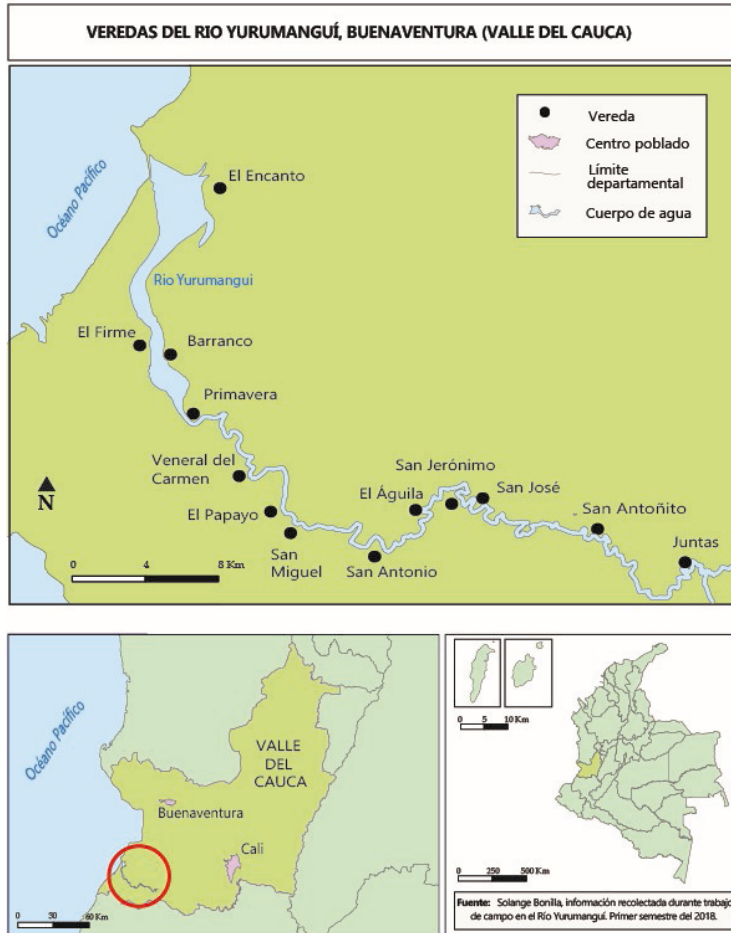 VEREDAS DEL RIO YURUMANGUÍ, BUENAVENTURA (VALLE DEL CAUCA)
Océano Pacífico
Vereda
Centro poblado
Límite
departamental
Cuerpo de agua
El Encanto
Rio Yurumangui
El Firme
Barranco
Primavera
Veneral del
Carmen
San Jerónimo
El Águila
San José
San Antoñito
El Papayo
San
Miguel
San Antonio
Juntas
N
0 4 8 Km
Océano Pacífico
VALLE
DEL
CAUCA
Buenaventura
Cali
0 30 60 Km
0 5 10 Km
0 250 500 Km
Fuente: Solange Bonilla, información recolectada durante trabajo
de campo en el Río Yurumanguí. Primer semestre del 2018.